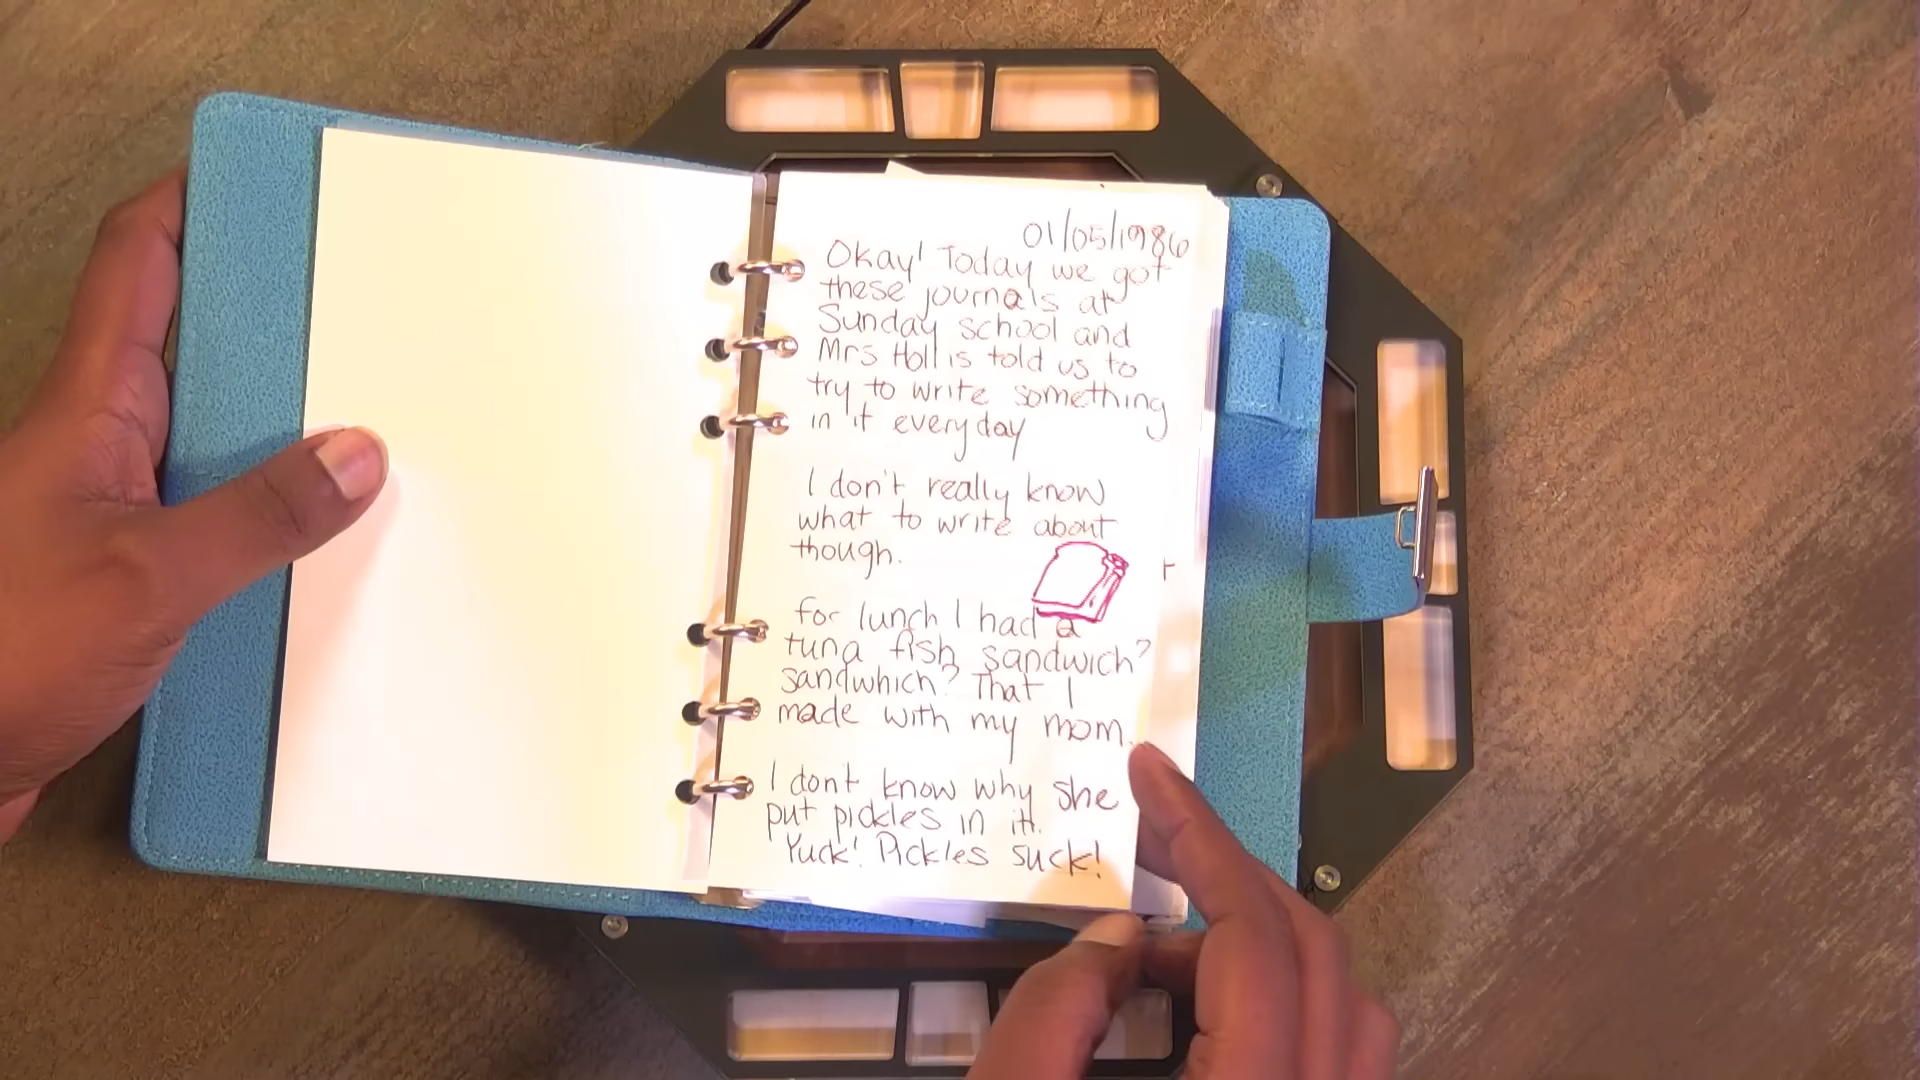 01/05/1986
Okay! Today we got
these journals at
Sunday school and
Mrs Hollis told us to
try to write something
in it everyday
I don't really know
what to write about
though.
for lunch I had a
tuna fish sandwich?
sandwhich? That I
made with my mom.
I dont know why she
put pickles in it.
Yuck! Pickles suck!